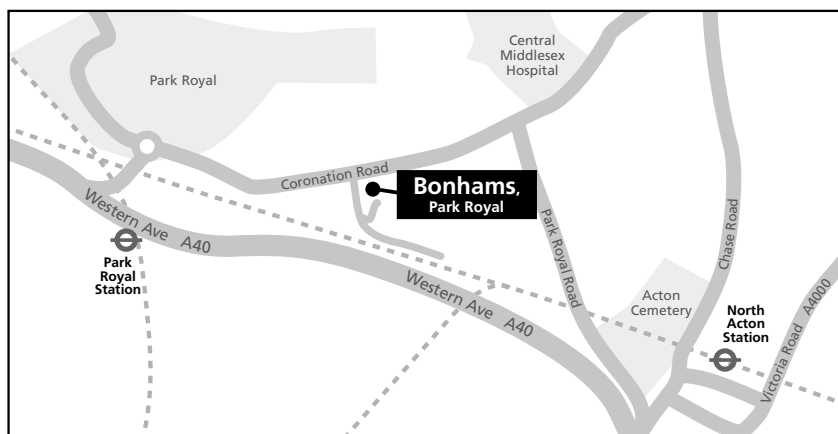 Central
Middlesex
Hospital
Park Royal
Coronation Road
Bonhams,
Park Royal
Western Ave A40
Park
Royal
Station
Park Royal Road
Chase Road
Western Ave A40
Acton
Cemetery
North
Acton
Station
Victoria Road A4000